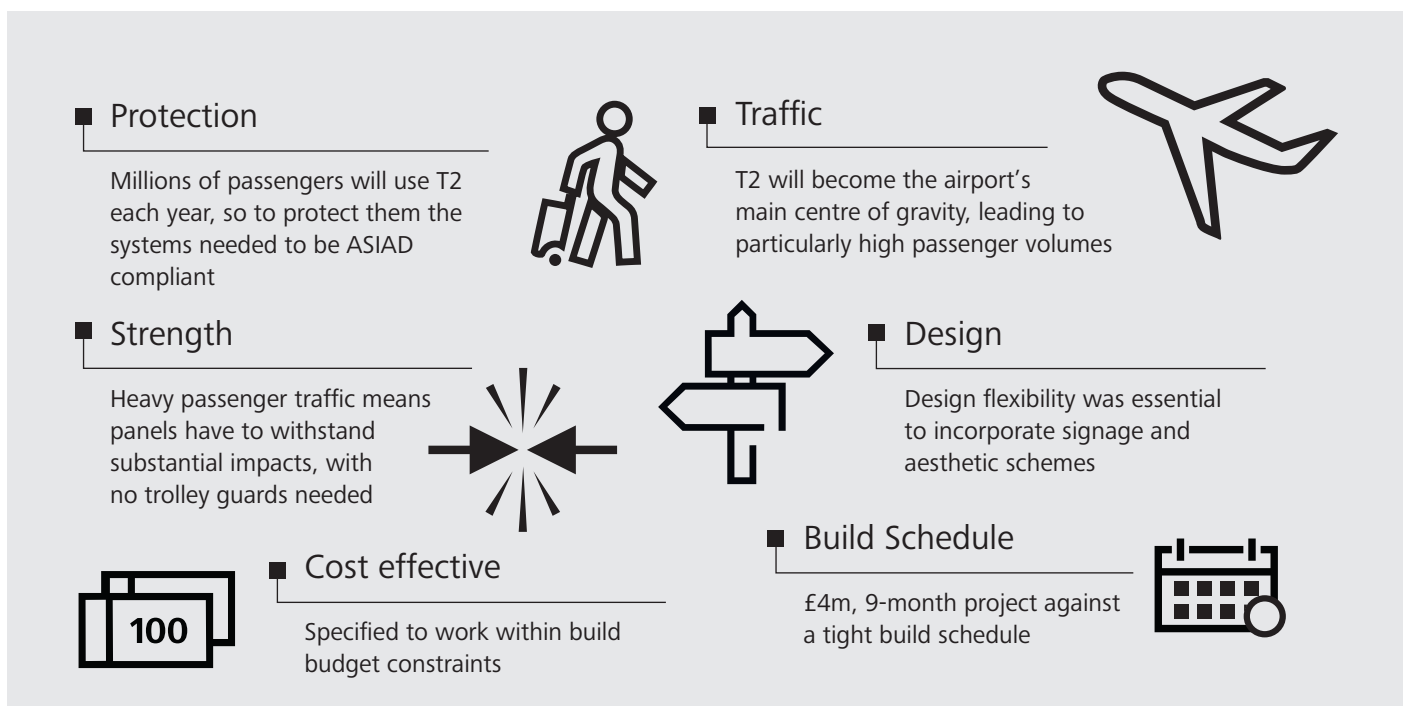 Protection
Millions of passengers will use T2
each year, so to protect them the
systems needed to be ASIAD
compliant
Traffic
T2 will become the airport’s
main centre of gravity, leading to
particularly high passenger volumes
Strength
Heavy passenger traffic means
panels have to withstand
substantial impacts, with
no trolley guards needed
Design
Design flexibility was essential
to incorporate signage and
aesthetic schemes
100
Cost effective
Specified to work within build
budget constraints
Build Schedule
£4m, 9-month project against
a tight build schedule